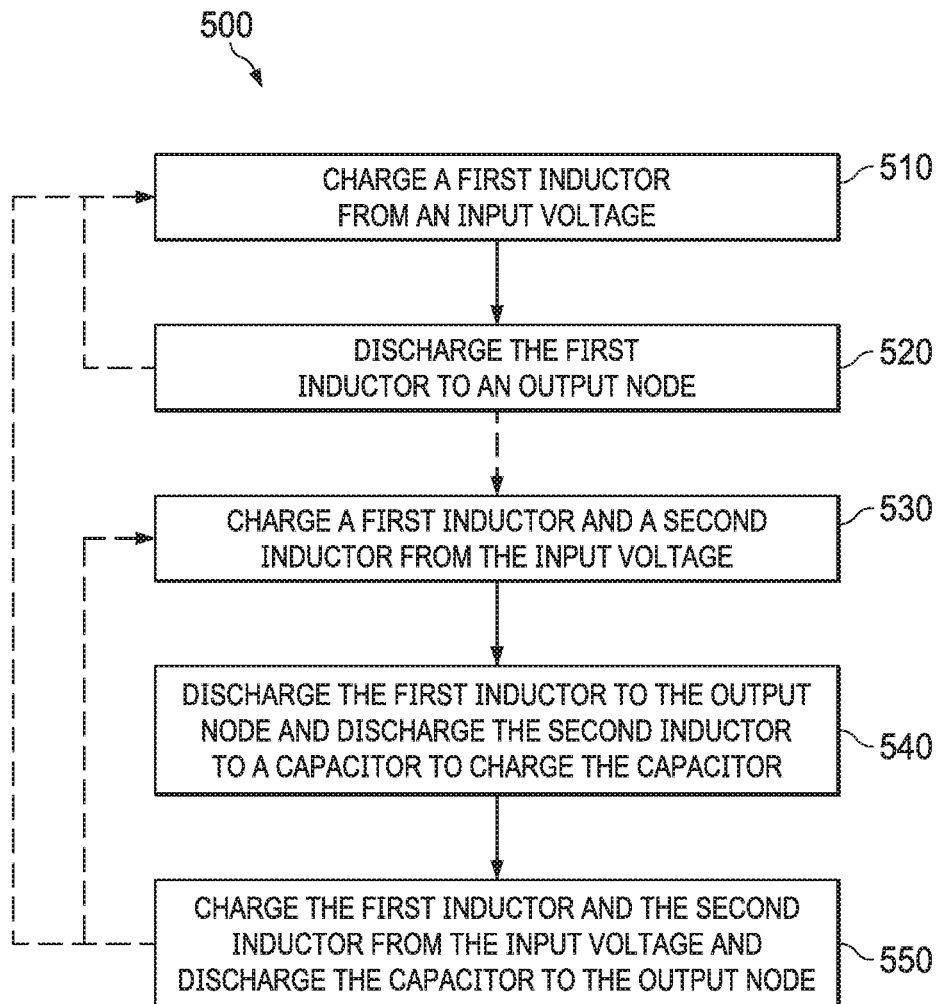 500
CHARGE A FIRST INDUCTOR
FROM AN INPUT VOLTAGE
510
DISCHARGE THE FIRST
INDUCTOR TO AN OUTPUT NODE
520
CHARGE A FIRST INDUCTOR AND A SECOND
INDUCTOR FROM THE INPUT VOLTAGE
530
DISCHARGE THE FIRST INDUCTOR TO THE OUTPUT
NODE AND DISCHARGE THE SECOND INDUCTOR
TO A CAPACITOR TO CHARGE THE CAPACITOR
540
CHARGE THE FIRST INDUCTOR AND THE SECOND
INDUCTOR FROM THE INPUT VOLTAGE AND
DISCHARGE THE CAPACITOR TO THE OUTPUT NODE
550